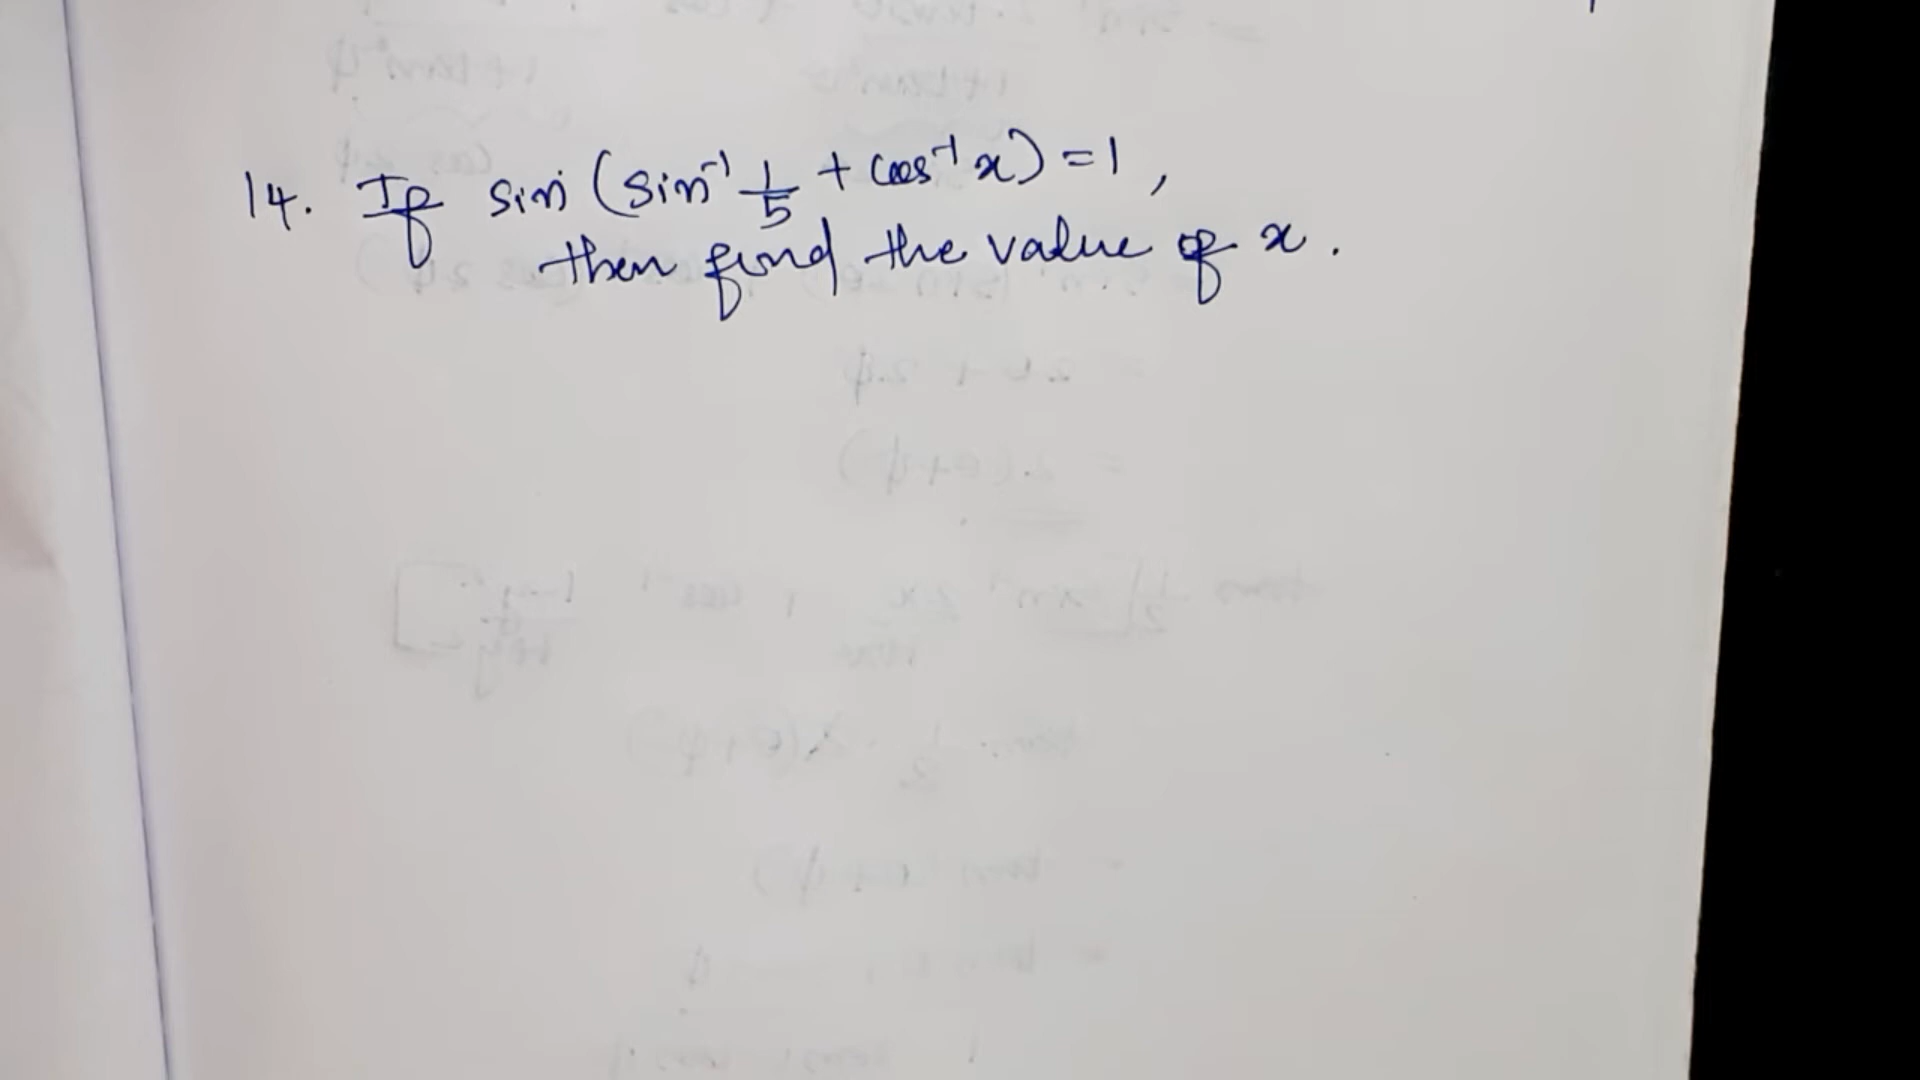 14. If sin (sin⁻¹ 1/5 + cos⁻¹ x) = 1,
then find the value of x.